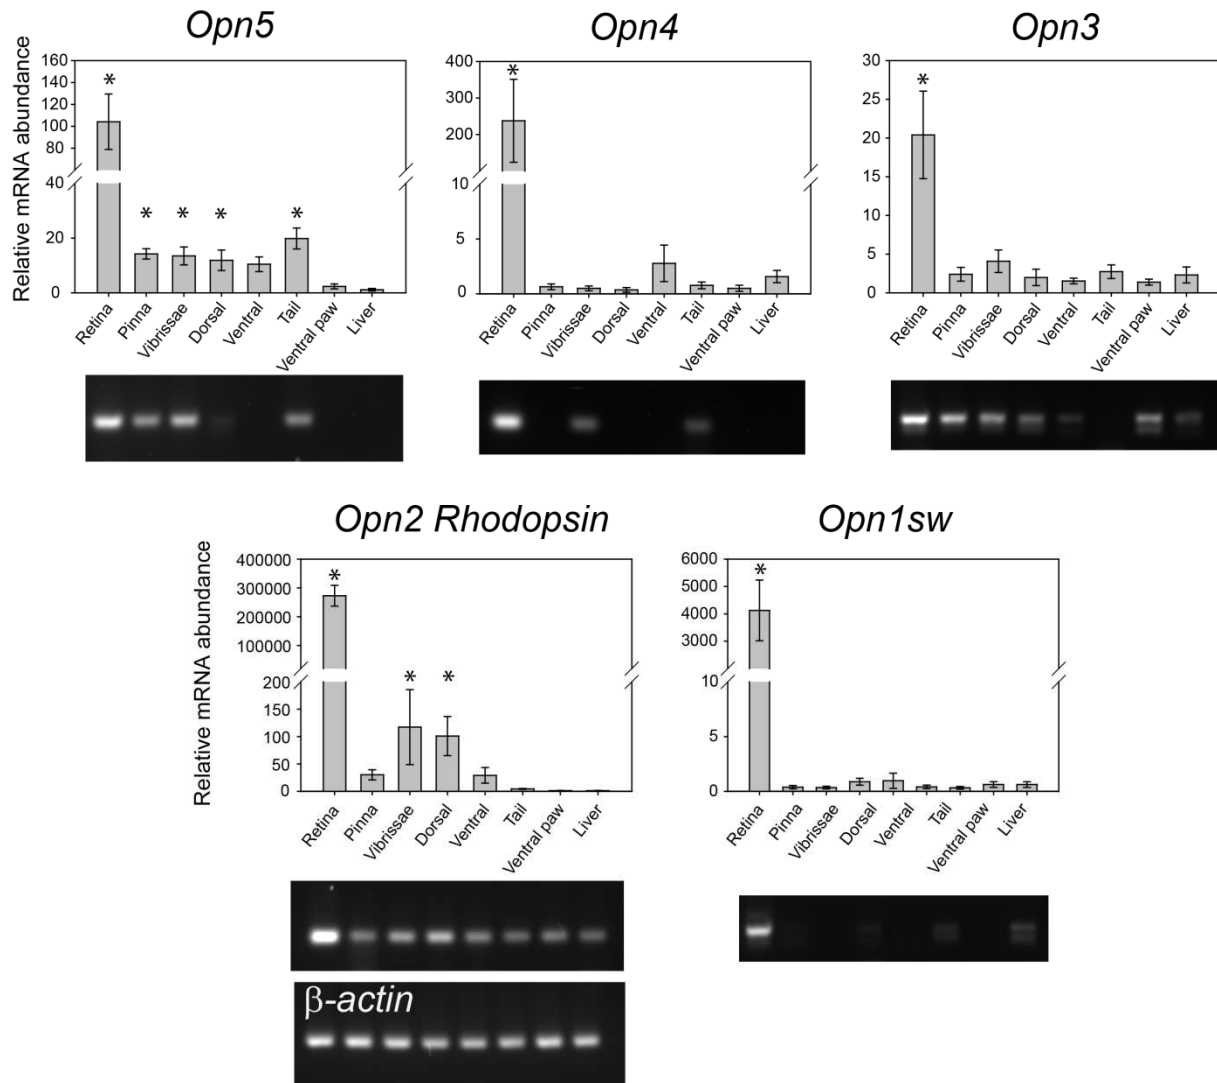 Opn5
Opn4
Opn3
Relative mRNA abundance
160
140
120
100
80
60
40
20
0
*
*
*
*
*
Retina
Pinna
Vibrissae
Dorsal
Ventral
Tail
Ventral paw
Liver
400
300
200
10
5
0
*
Retina
Pinna
Vibrissae
Dorsal
Ventral
Tail
Ventral paw
Liver
30
25
20
15
10
5
0
*
Retina
Pinna
Vibrissae
Dorsal
Ventral
Tail
Ventral paw
Liver
Opn2 Rhodopsin
Opn1sw
Relative mRNA abundance
400000
300000
200000
100000
200
150
100
50
0
*
*
*
Retina
Pinna
Vibrissae
Dorsal
Ventral
Tail
Ventral paw
Liver
6000
5000
4000
3000
10
5
0
*
Retina
Pinna
Vibrissae
Dorsal
Ventral
Tail
Ventral paw
Liver
β-actin